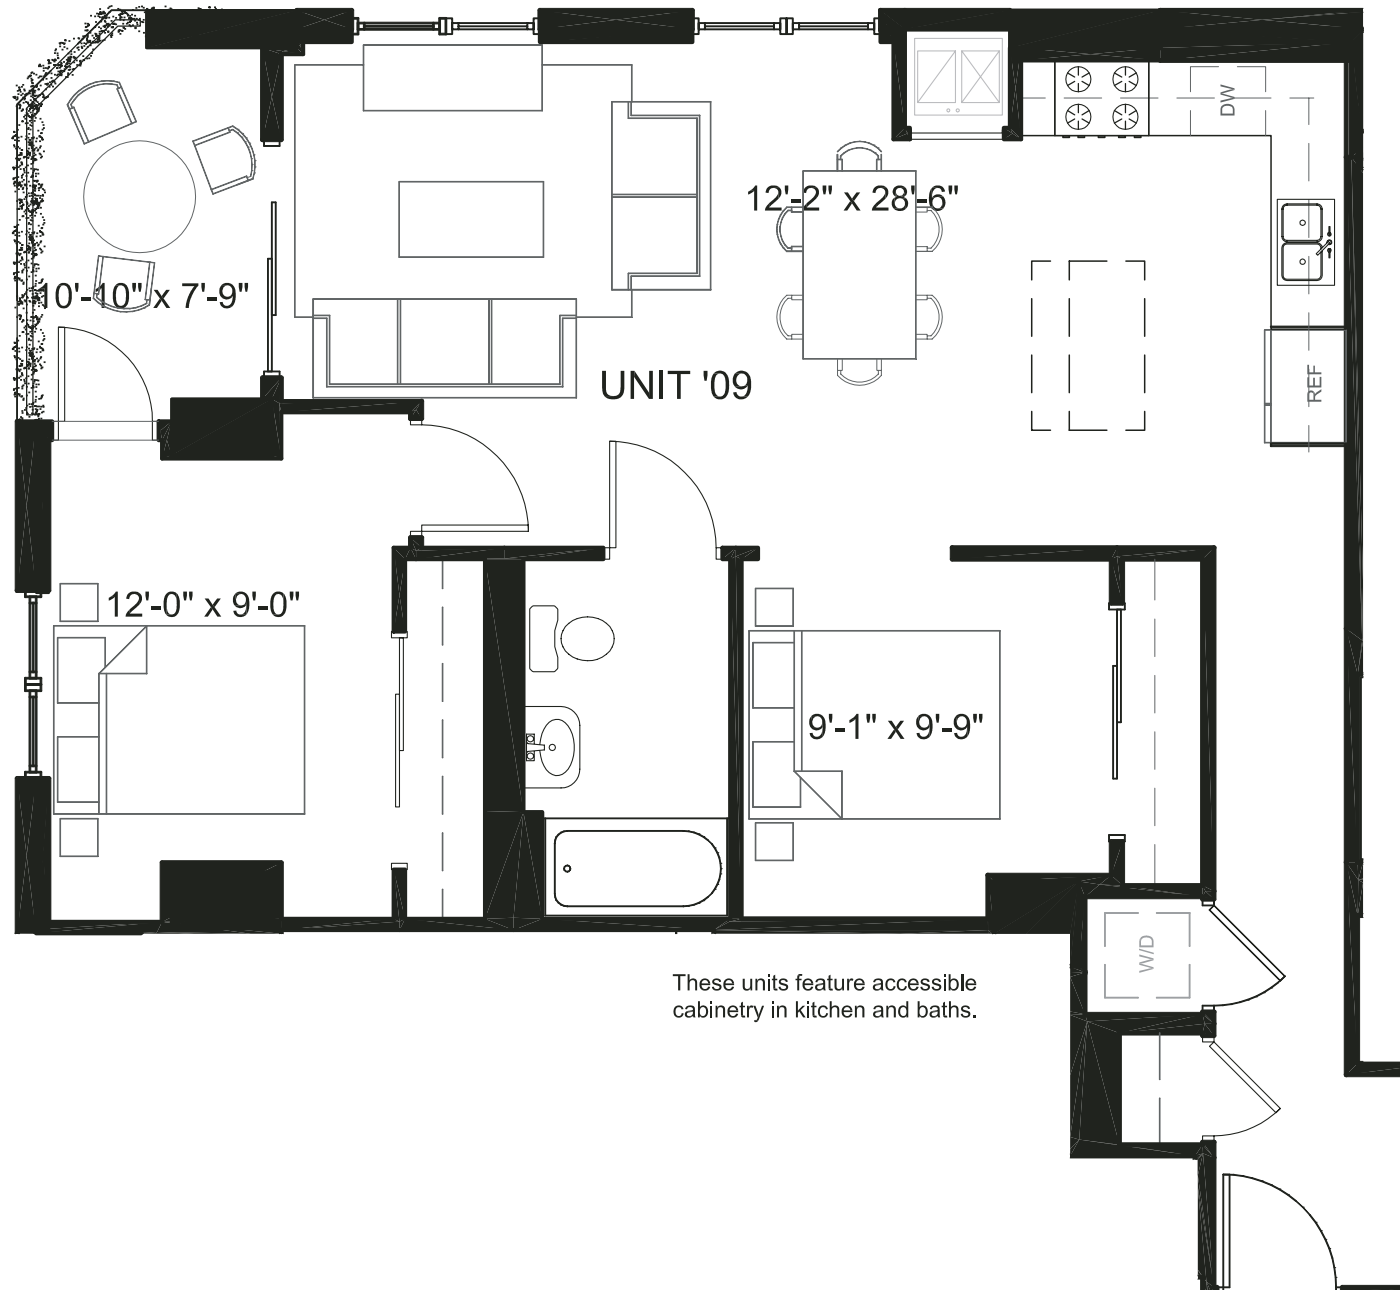 DW
12'-2" x 28'-6"
10'-10" x 7'-9"
UNIT '09
REF
12'-0" x 9'-0"
9'-1" x 9'-9"
W/D
These units feature accessible
cabinetry in kitchen and baths.